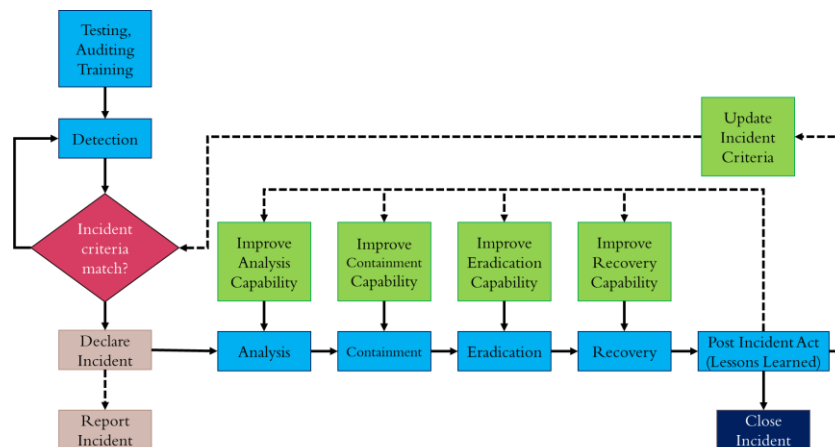 Testing,
Auditing
Training
Detection
Update
Incident
Criteria
Incident
criteria
match?
Improve
Analysis
Capability
Improve
Containment
Capability
Improve
Eradication
Capability
Improve
Recovery
Capability
Declare
Incident
Analysis
Containment
Eradication
Recovery
Post Incident Act
(Lessons Learned)
Report
Incident
Close
Incident